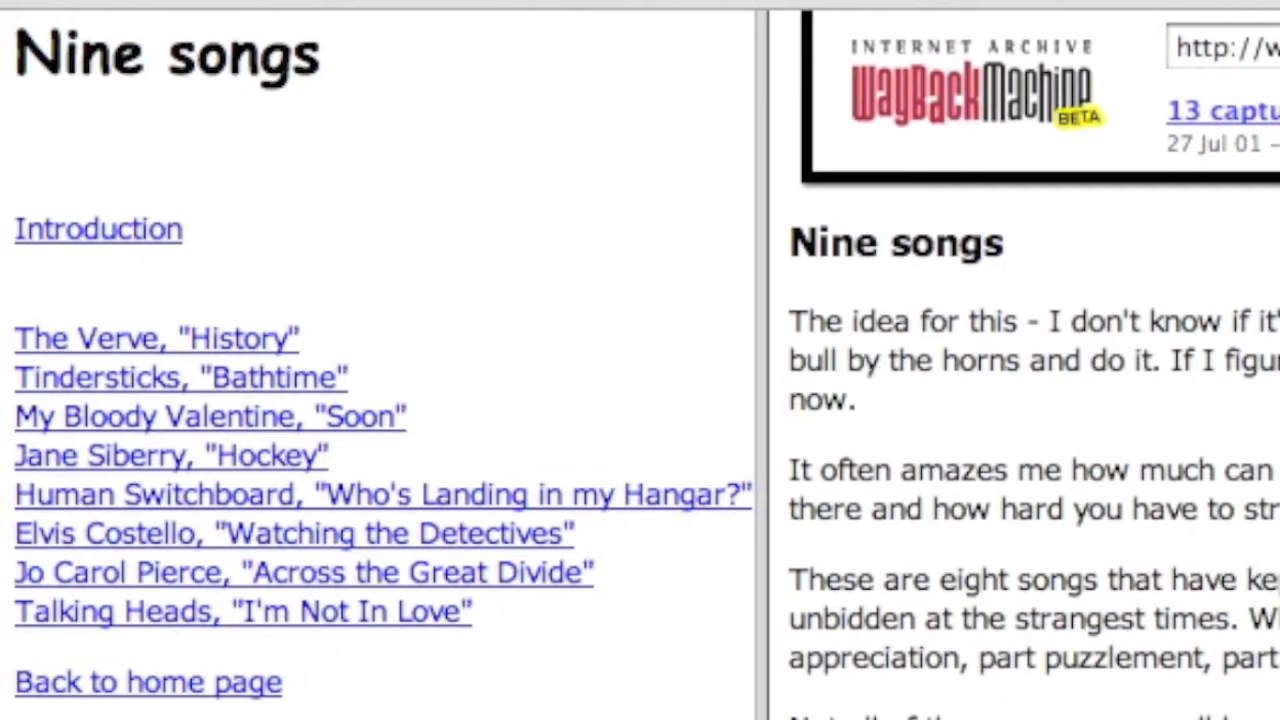 Nine songs
Introduction
The Verve, "History"
Tindersticks, "Bathtime"
My Bloody Valentine, "Soon"
Jane Siberry, "Hockey"
Human Switchboard, "Who's Landing in my Hangar?"
Elvis Costello, "Watching the Detectives"
Jo Carol Pierce, "Across the Great Divide"
Talking Heads, "I'm Not In Love"
Back to home page
INTERNET ARCHIVE
WayBackMachine
BETA
http://w
13 captu
27 Jul 01 -
Nine songs
The idea for this - I don't know if it'
bull by the horns and do it. If I figu
now.
It often amazes me how much can
there and how hard you have to str
These are eight songs that have ke
unbidden at the strangest times. W
appreciation, part puzzlement, part